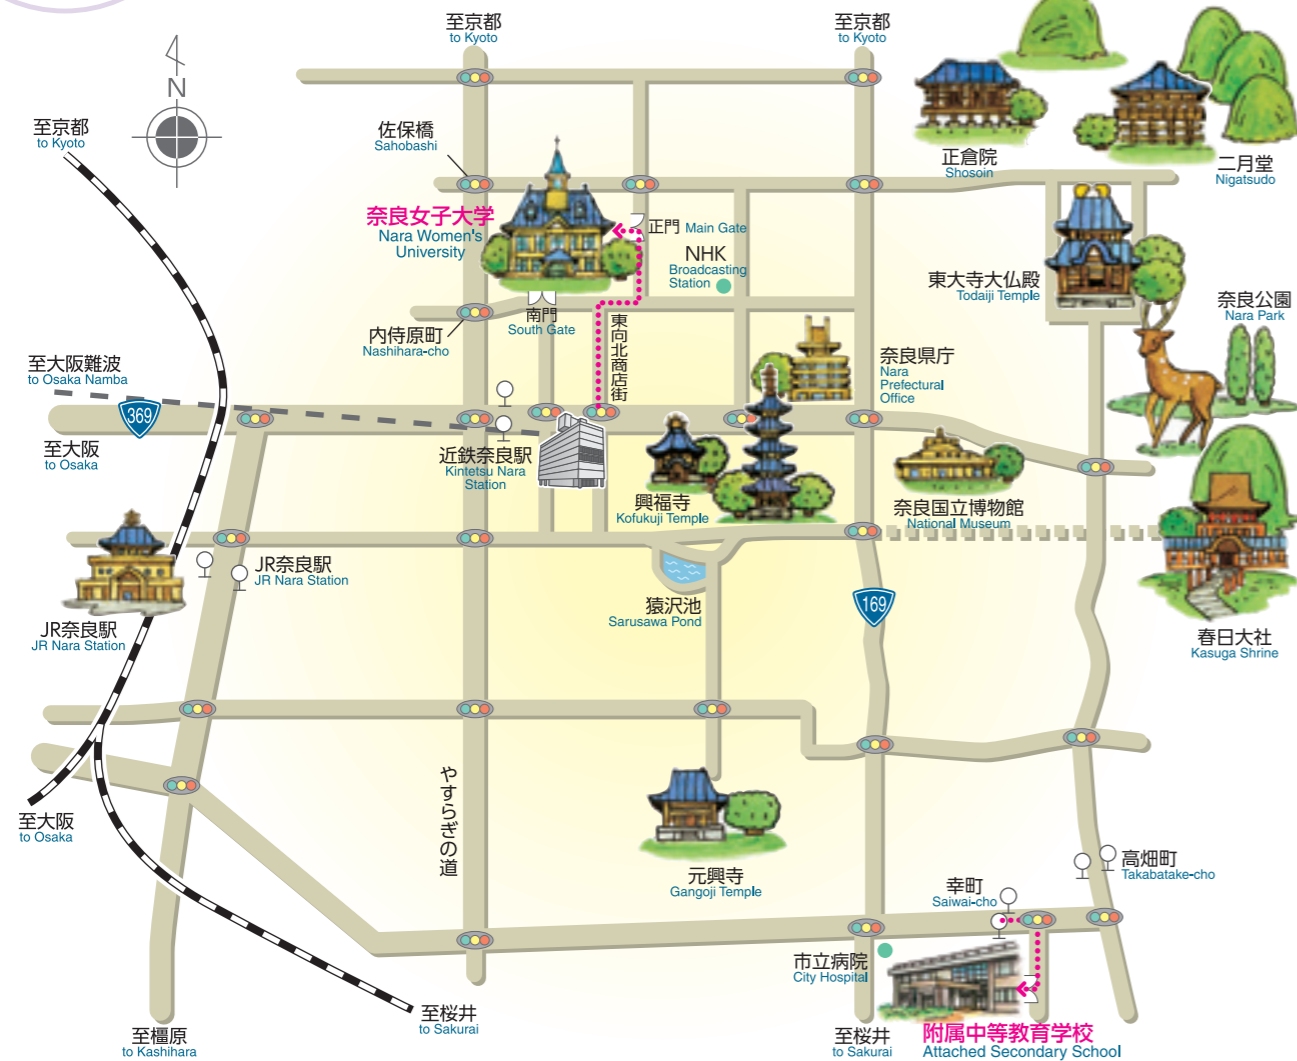 至京都
to Kyoto
至京都
to Kyoto
N
至京都
to Kyoto
佐保橋
Sahobashi
正倉院
Shosoin
二月堂
Nigatsudo
奈良女子大学
Nara Women's
University
正門 Main Gate
NHK
Broadcasting
Station
東大寺大仏殿
Todaiji Temple
奈良公園
Nara Park
内侍原町
Nashihara-cho
南門
South Gate
東向北商店街
奈良県庁
Nara
Prefectural
Office
至大阪難波
to Osaka Namba
369
至大阪
to Osaka
近鉄奈良駅
Kintetsu Nara
Station
興福寺
Kofukuji Temple
奈良国立博物館
National Museum
JR奈良駅
JR Nara Station
JR奈良駅
JR Nara Station
猿沢池
Sarusawa Pond
169
春日大社
Kasuga Shrine
至大阪
to Osaka
やすらぎの道
元興寺
Gangoji Temple
幸町
Saiwai-cho
高畑町
Takabatake-cho
市立病院
City Hospital
至桜井
to Sakurai
至橿原
to Kashihara
至桜井
to Sakurai
附属中等教育学校
Attached Secondary School